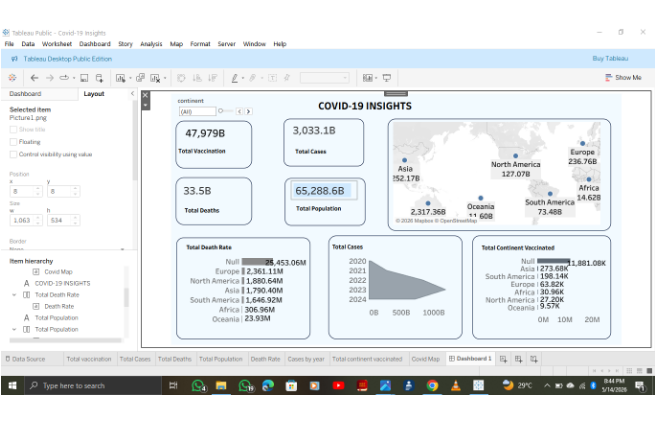 Tableau Public - Covid-19 Insights
File Data Worksheet Dashboard Story Analysis Map Format Server Window Help
Tableau Desktop Public Edition
Buy Tableau
Show Me
Dashboard
Layout
Selected item
Picture1.png
Show title
Floating
Control visibility using value
Position
x
y
8
8
Size
w
h
1,063
534
Border
Item hierarchy
Covid Map
COVID-19 INSIGHTS
Total Death Rate
Death Rate
Total Population
Total Population
continent
(All)
COVID-19 INSIGHTS
47,979B
Total Vaccination
3,033.1B
Total Cases
33.5B
Total Deaths
65,288.6B
Total Population
Asia
252.17B
North America
127.07B
Europe
236.76B
Africa
14.62B
South America
73.48B
Oceania
11.60B
2,317.36B
© 2026 Mapbox © OpenStreetMap
Total Death Rate
Null 25,453.06M
Europe 2,361.11M
North America 1,880.64M
Asia 1,790.40M
South America 1,646.92M
Africa 306.96M
Oceania 23.93M
Total Cases
2020
2021
2022
2023
2024
0B 500B 1000B
Total Continent Vaccinated
Null 11,881.08K
Asia 273.68K
South America 198.14K
Europe 63.82K
Africa 30.96K
North America 27.20K
Oceania 9.57K
0M 10M 20M
Data Source Total vaccination Total Cases Total Deaths Total Population Death Rate Cases by year Total continent vaccinated Covid Map Dashboard 1
Type here to search
29°C
8:44 PM
5/14/2026